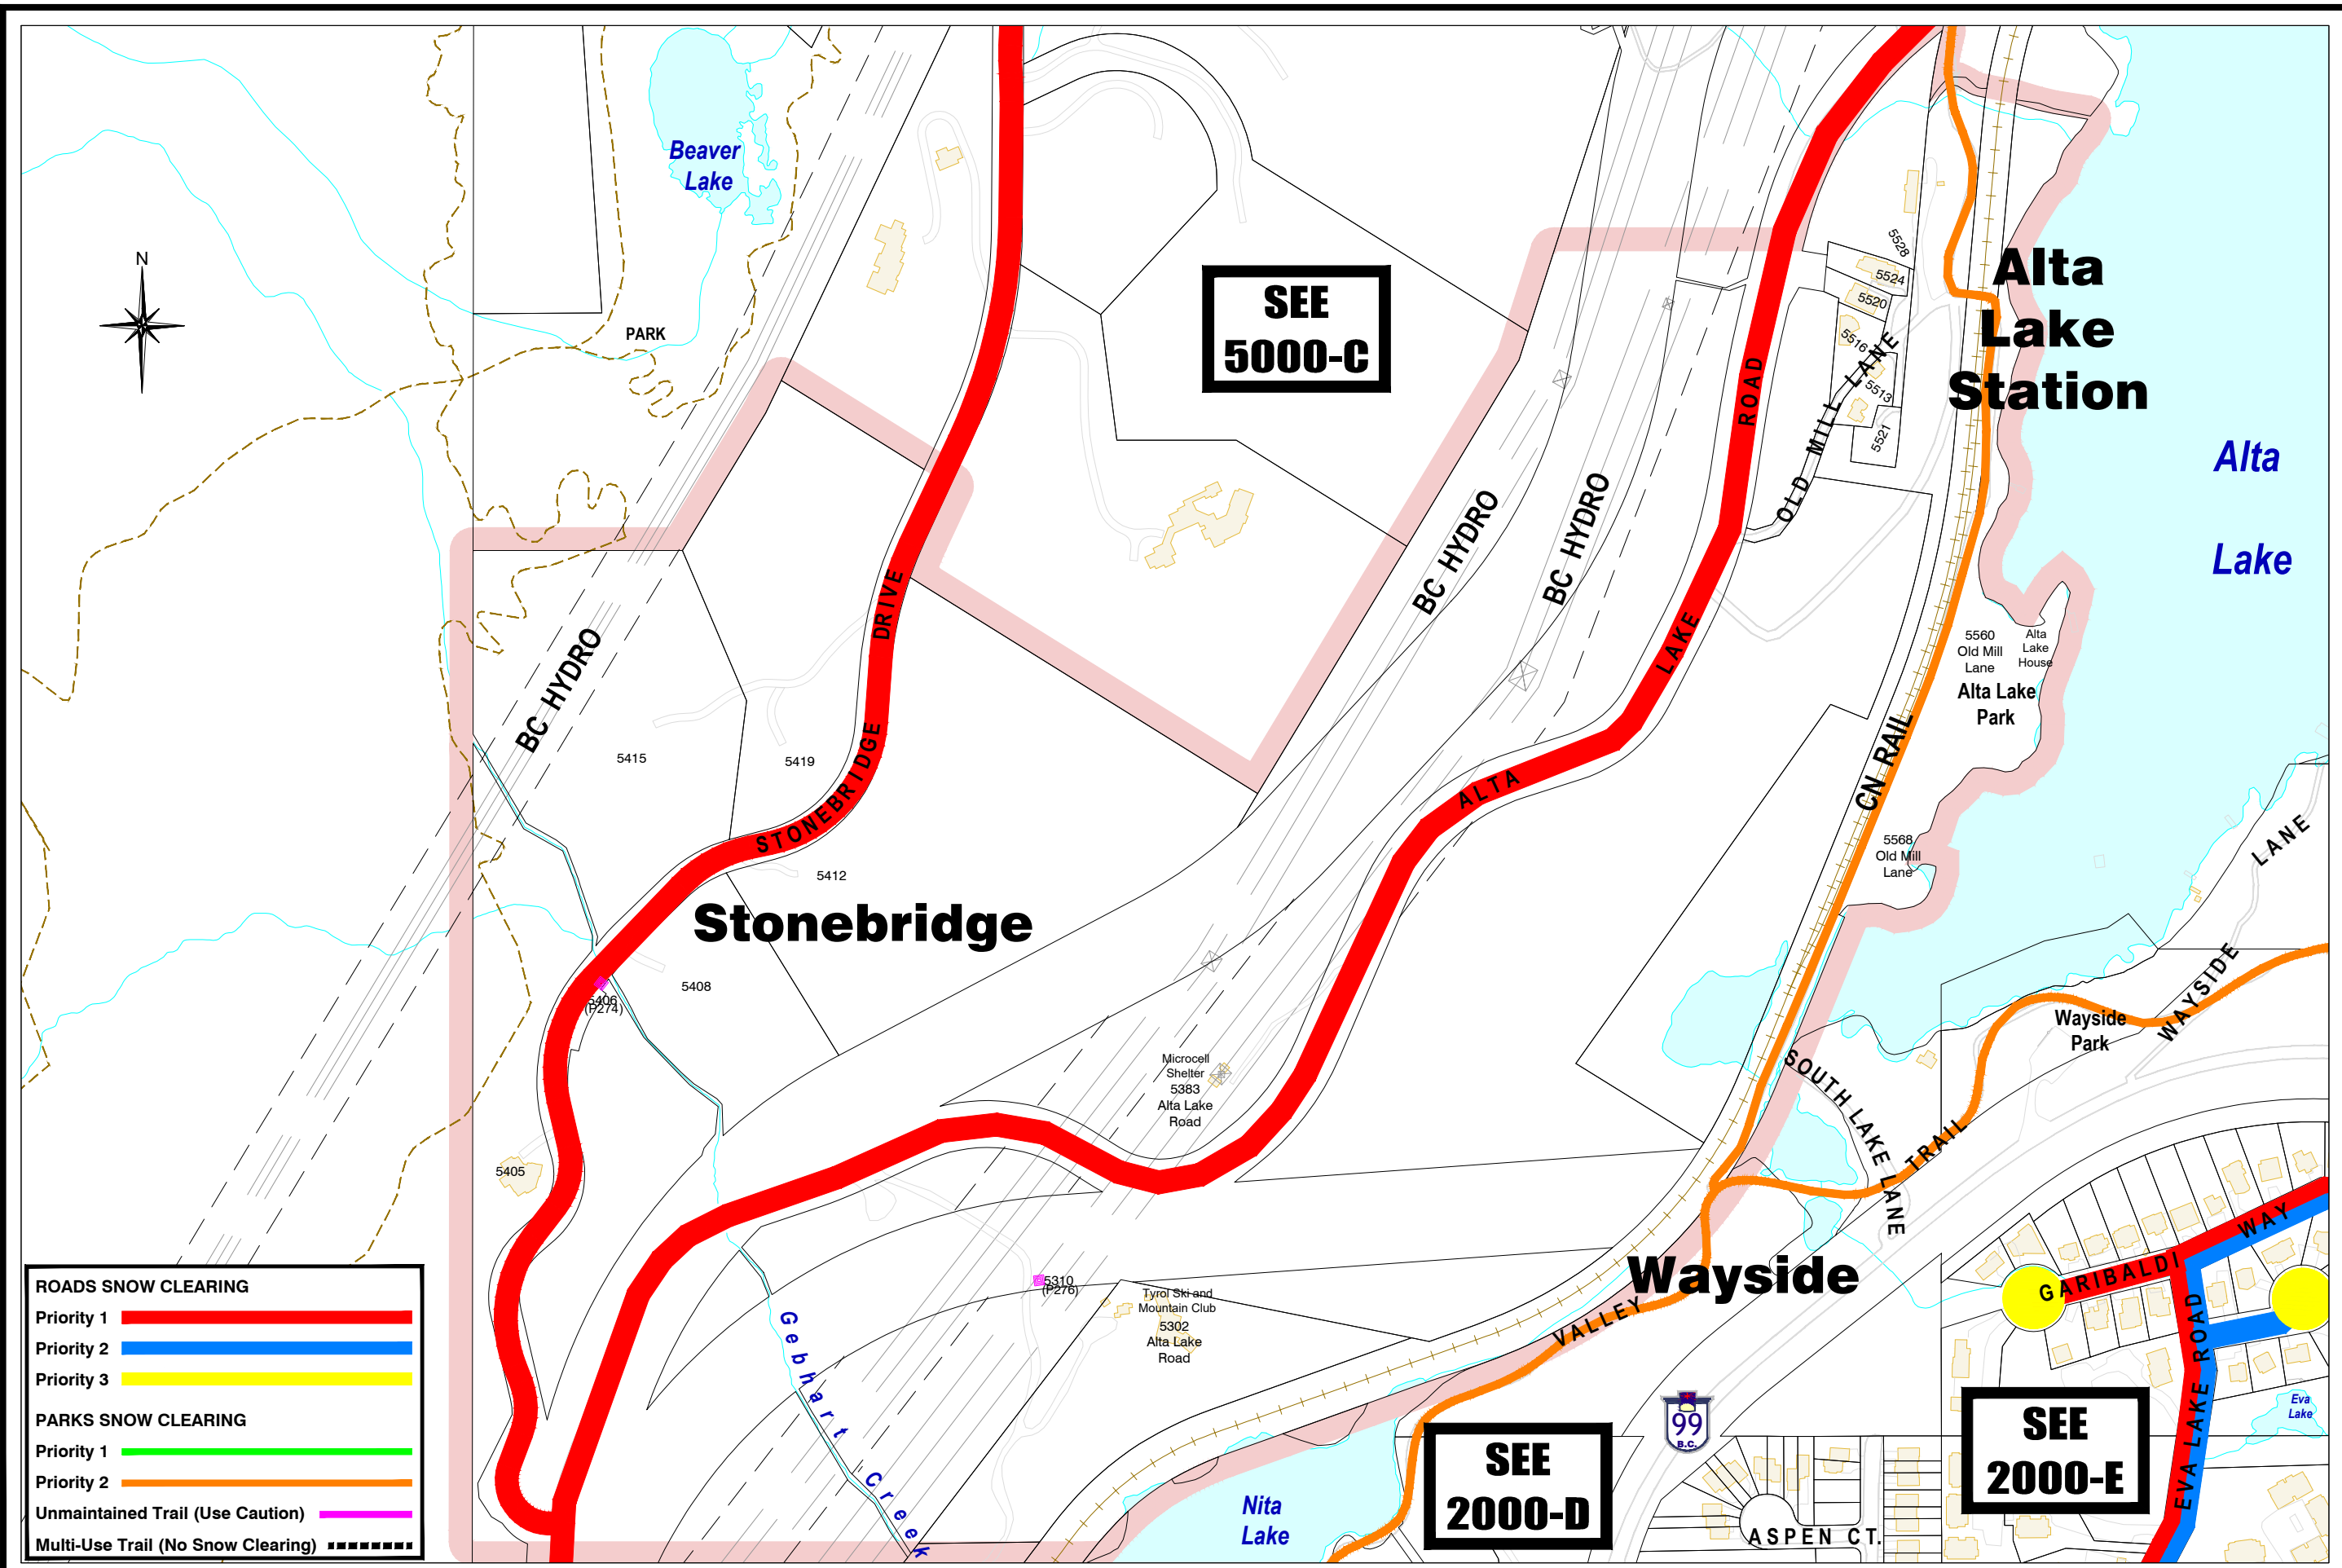 Beaver
Lake
N
PARK
SEE
5000-C
Alta
Lake
Station
5528
5524
5520
5516
5513
5521
OLD MILL LANE
Alta
Lake
BC HYDRO
BC HYDRO
BC HYDRO
ALTA LAKE ROAD
STONEBRIDGE DRIVE
5560
Old Mill
Lane
Alta
Lake
House
Alta Lake
Park
CN RAIL
5568
Old Mill
Lane
5415
5419
5412
Stonebridge
5408
5406
(P274)
5405
Microcell
Shelter
5383
Alta Lake
Road
WAYSIDE LANE
Wayside
Park
SOUTH LAKE LANE
VALLEY TRAIL
Wayside
5310
(P276)
Tyrol Ski and
Mountain Club
5302
Alta Lake
Road
Gebhart Creek
Nita
Lake
SEE
2000-D
99
B.C.
ASPEN CT.
SEE
2000-E
GARIBALDI WAY
EVA LAKE ROAD
Eva
Lake
ROADS SNOW CLEARING
Priority 1
Priority 2
Priority 3
PARKS SNOW CLEARING
Priority 1
Priority 2
Unmaintained Trail (Use Caution)
Multi-Use Trail (No Snow Clearing)